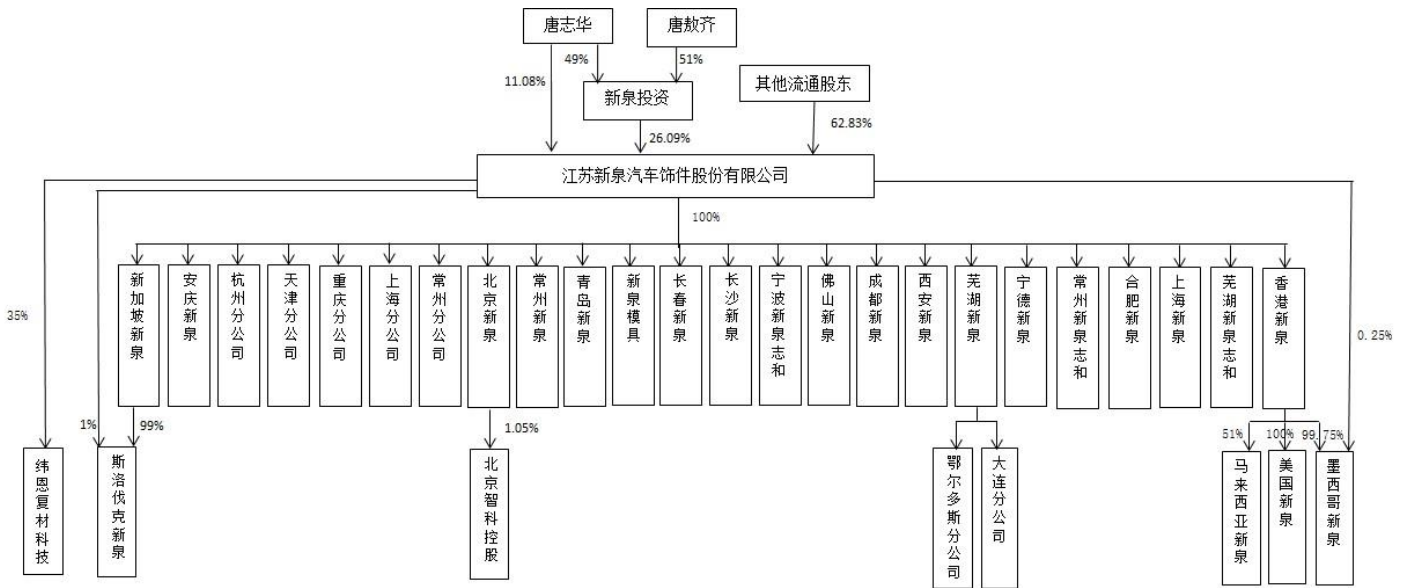 唐志华
唐敖齐
49%
51%
11.08%
新泉投资
其他流通股东
26.09%
62.83%
江苏新泉汽车饰件股份有限公司
100%
35%
0.25%
新加坡新泉
安庆新泉
杭州分公司
天津分公司
重庆分公司
上海分公司
常州分公司
北京新泉
常州新泉
青岛新泉
新泉模具
长春新泉
长沙新泉
宁波新泉志和
佛山新泉
成都新泉
西安新泉
芜湖新泉
宁德新泉
常州新泉志和
合肥新泉
上海新泉
芜湖新泉志和
香港新泉
1%
99%
1.05%
51%
100%
99.75%
纬恩复材科技
斯洛伐克新泉
北京智科控股
鄂尔多斯分公司
大连分公司
马来西亚新泉
美国新泉
墨西哥新泉